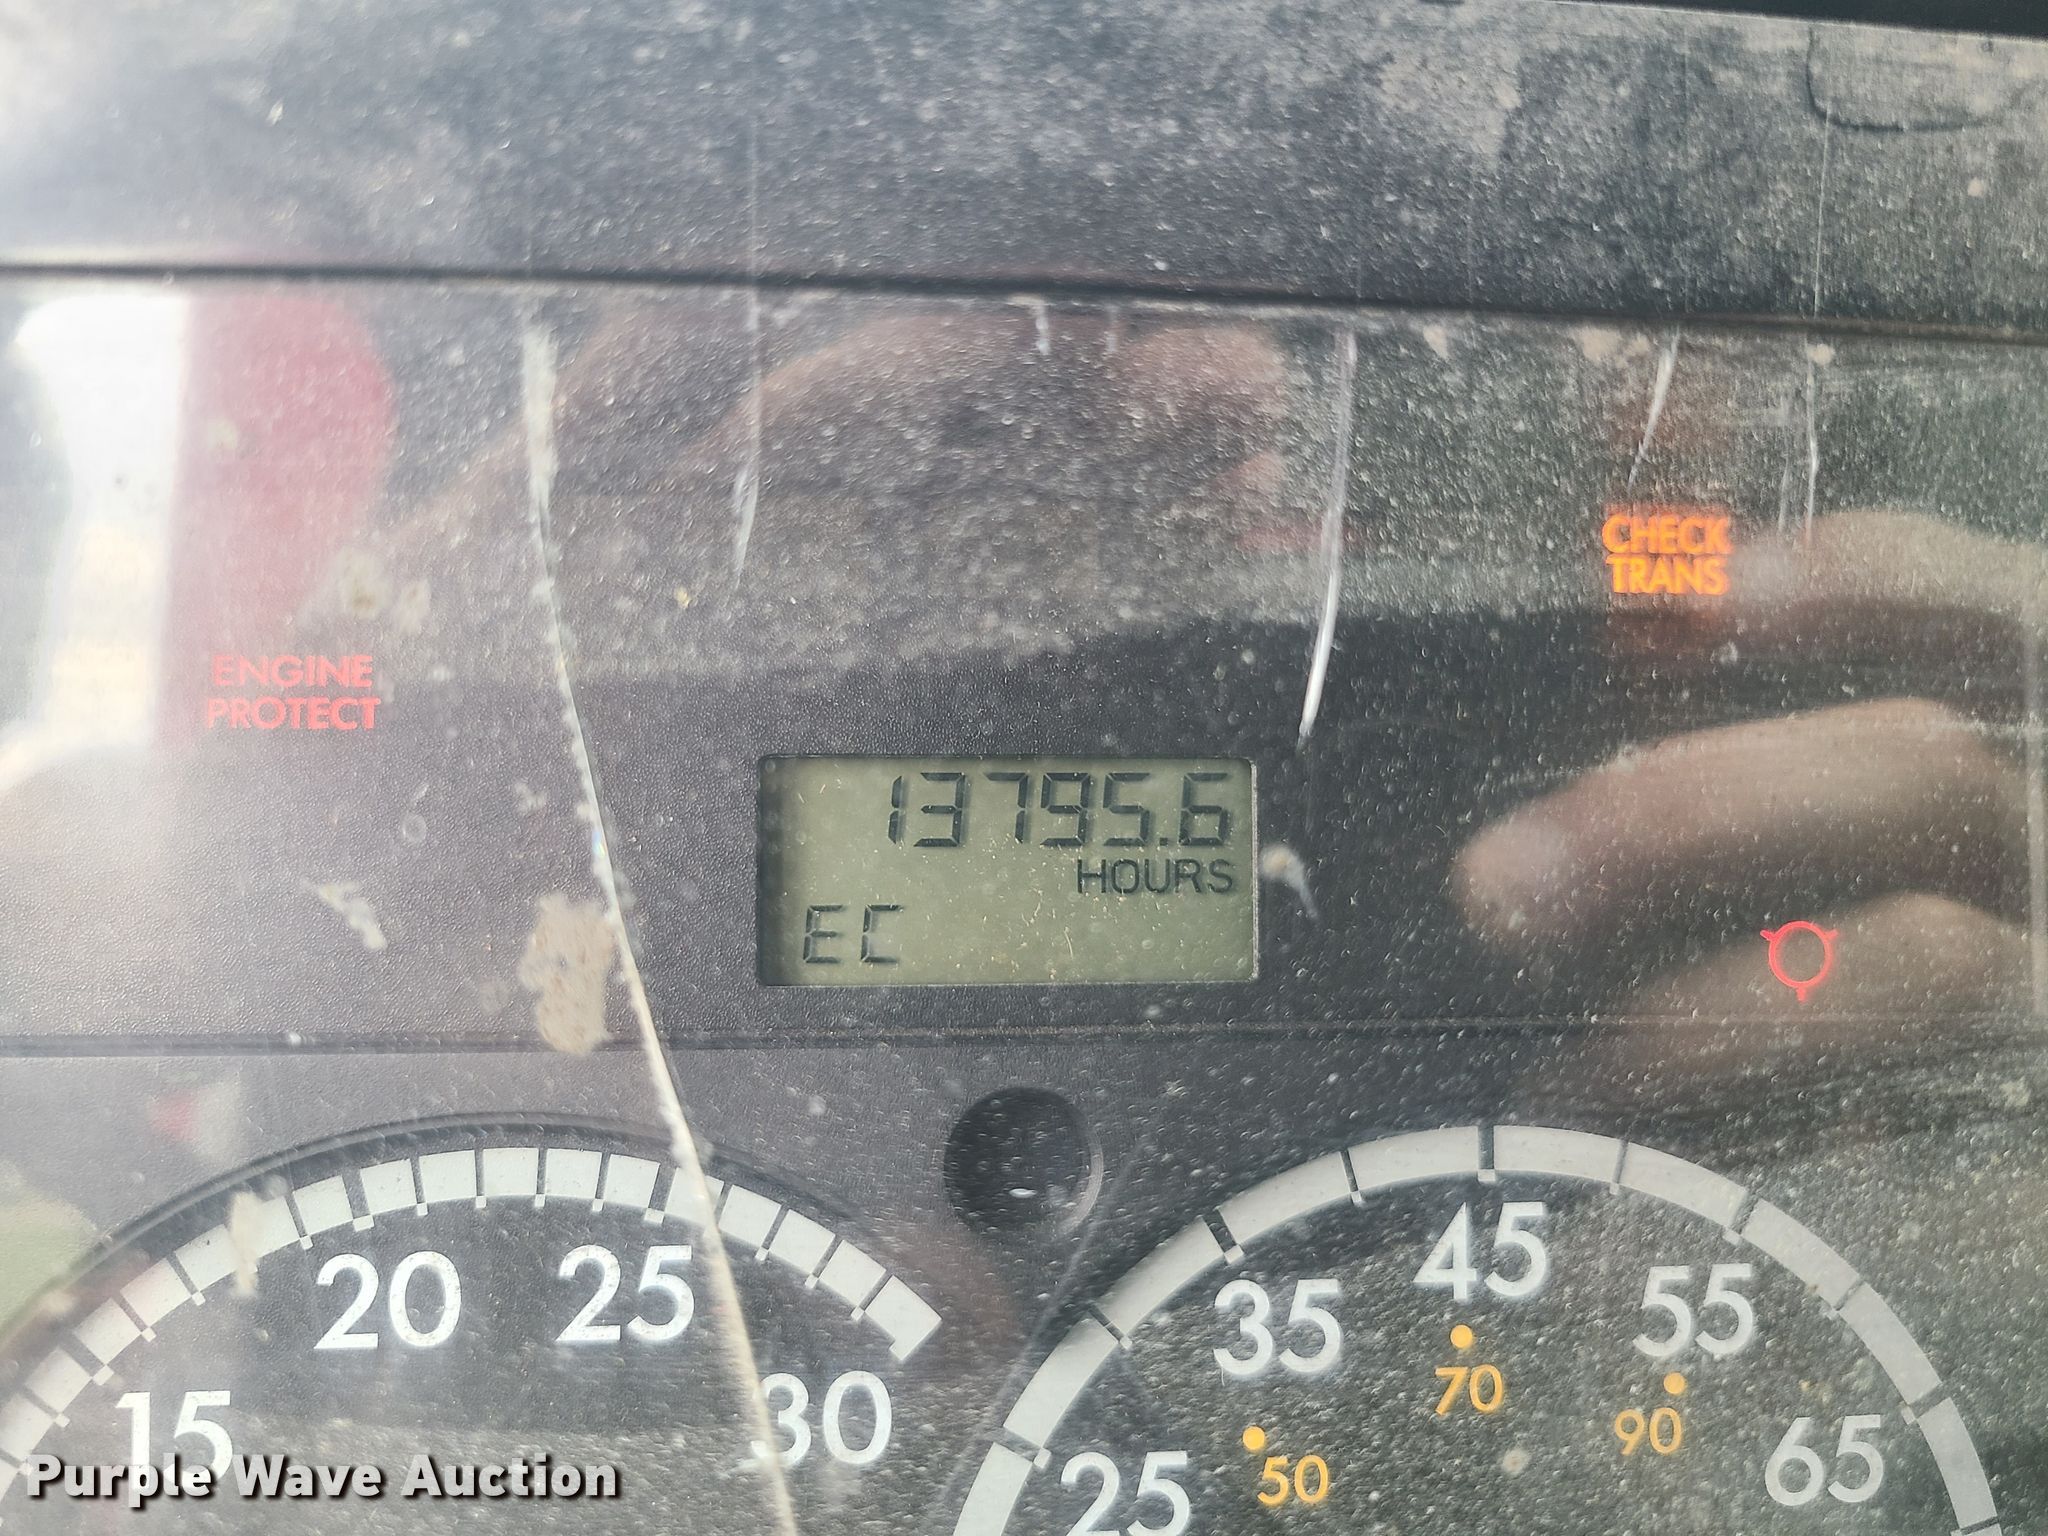 CHECK
TRANS
ENGINE
PROTECT
13795.6
HOURS
EC
15 20 25 30
25 35 45 55 65
50 70 90
Purple Wave Auction